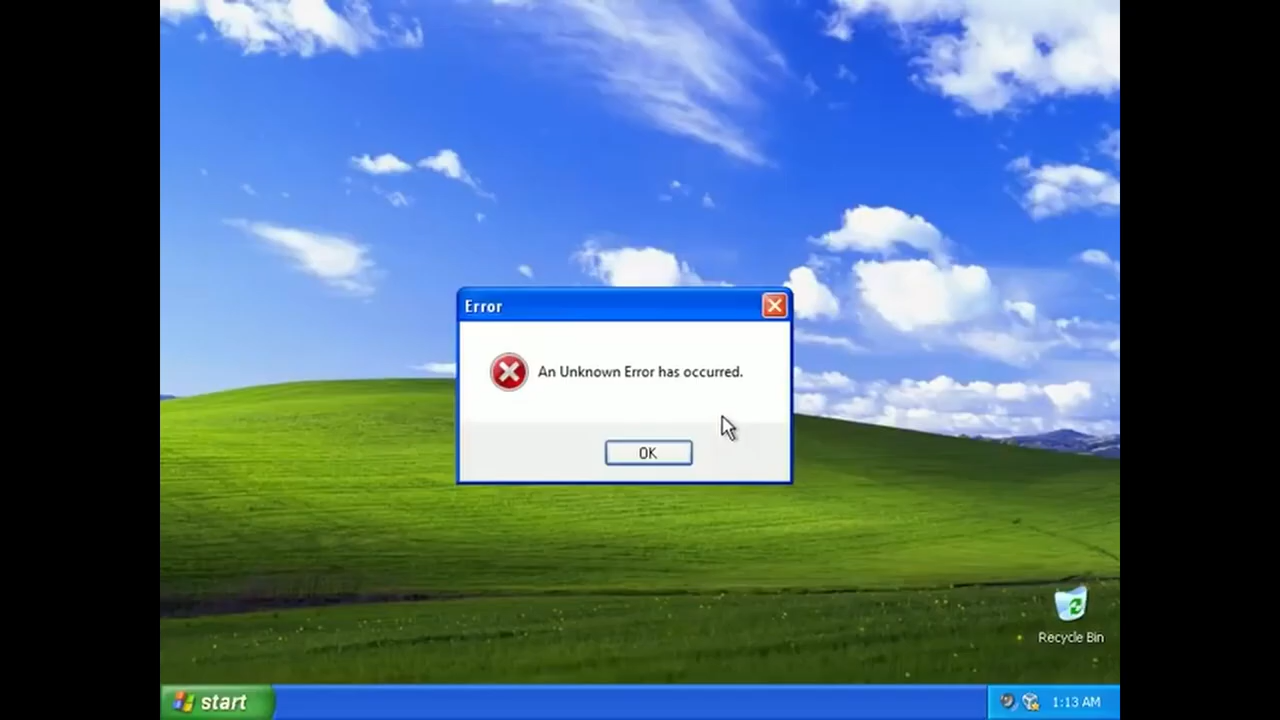 Error
An Unknown Error has occurred.
OK
Recycle Bin
start
1:13 AM